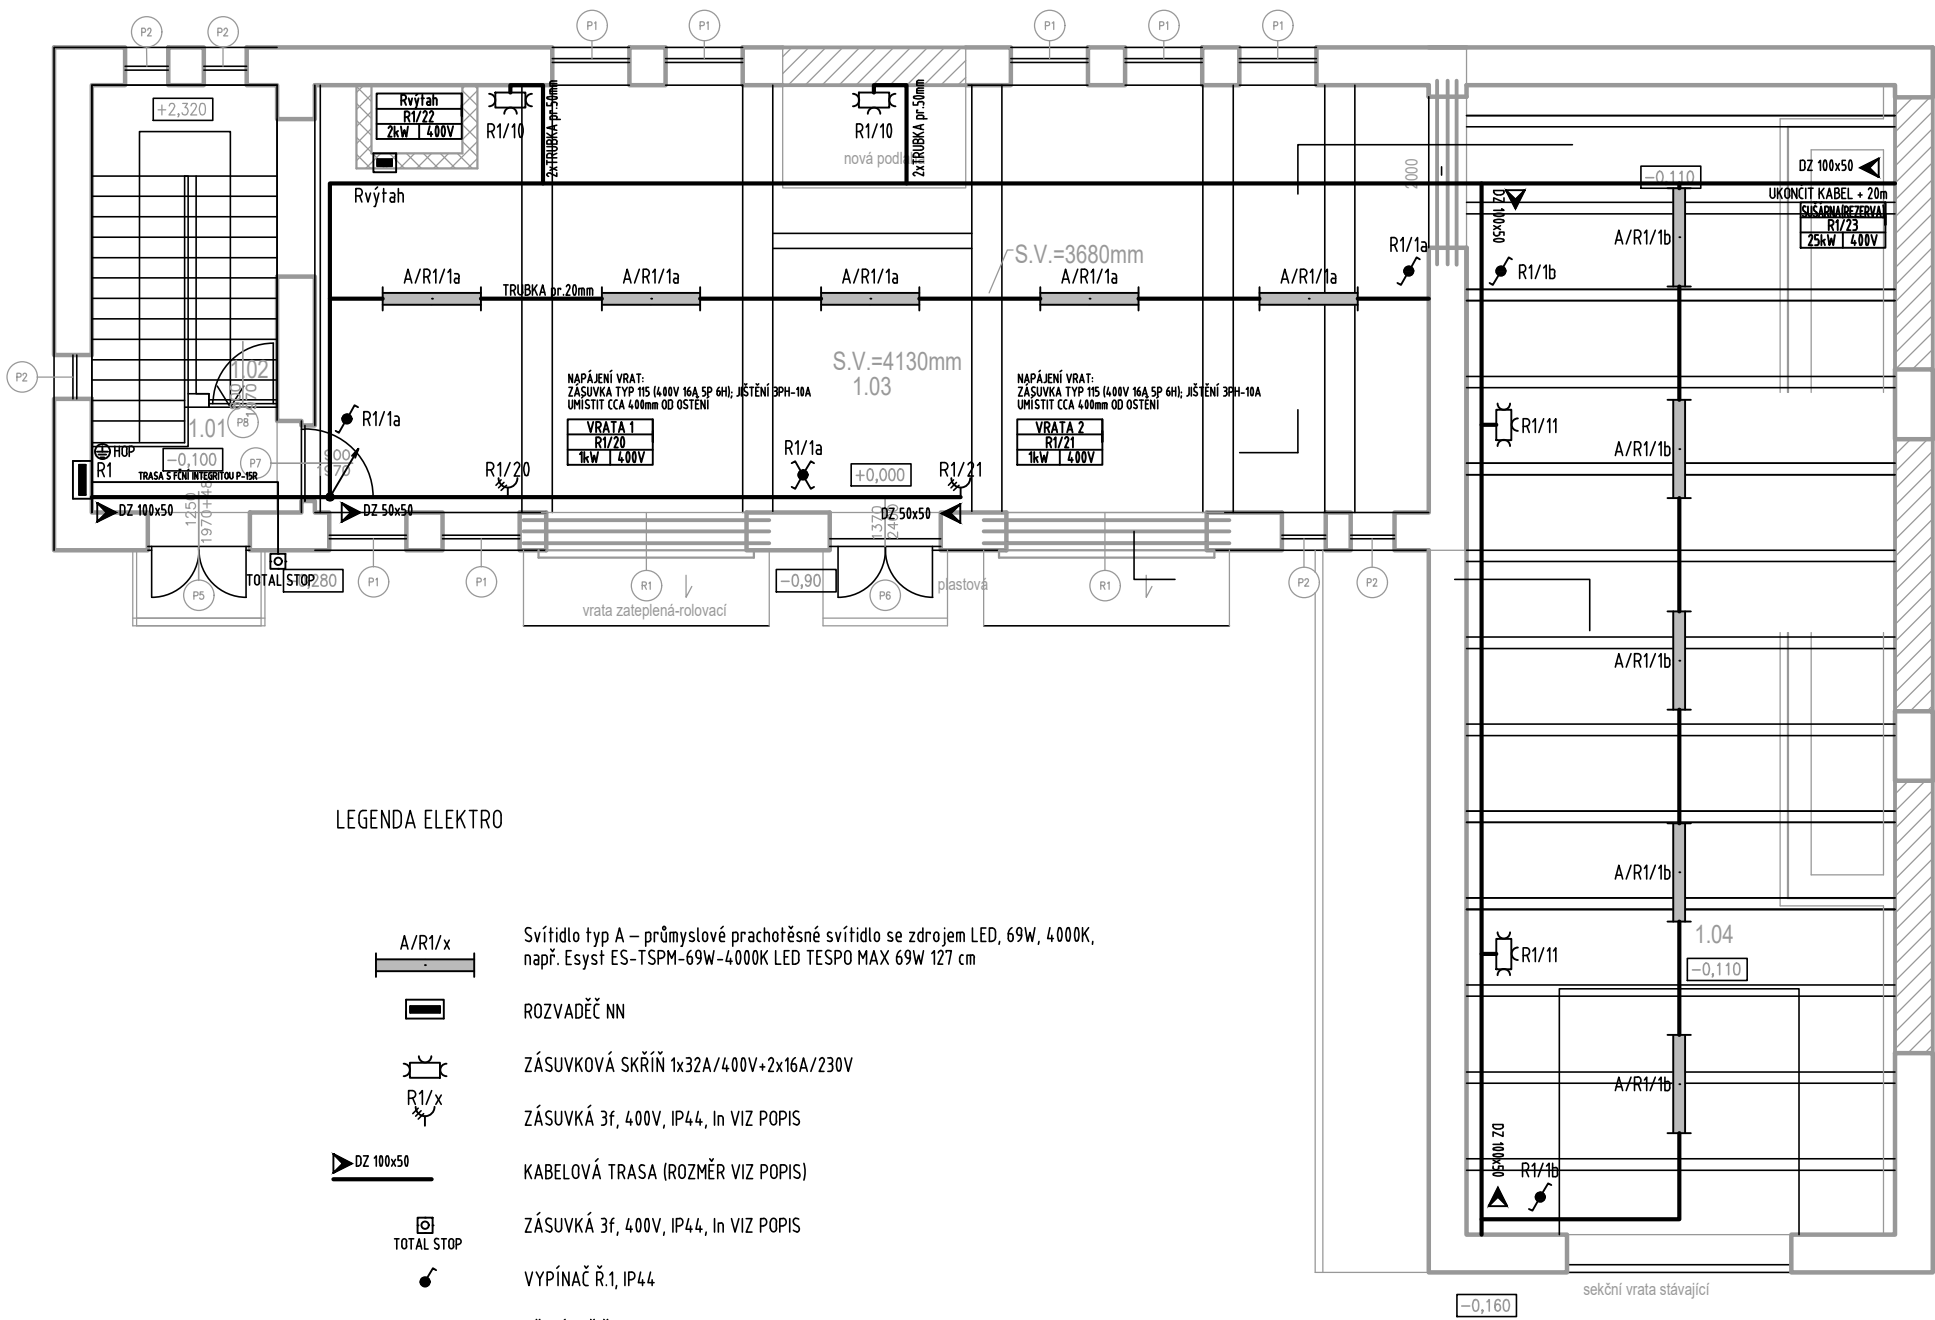 P2
P2
P1
P1
P1
P1
P1
+2,320
Rvýtah
R1/22
2kW 400V
Rvýtah
R1/10
2xTRUBKA pr.50mm
R1/10
2xTRUBKA pr.50mm
nová
2000
-0,110
DZ 100x50
UKONČIT KABEL + 20m
SUŠÁRNA(REZERVA)
R1/23
25kW 400V
DZ 100x50
A/R1/1b
S.V.=3680mm
R1/1a
R1/1b
A/R1/1a
TRUBKA pr.20mm
A/R1/1a
A/R1/1a
A/R1/1a
A/R1/1a
P2
1.02
S.V.=4130mm
1.03
NAPÁJENÍ VRAT:
ZÁSUVKA TYP 115 (400V 16A 5P 6H); JIŠTĚNÍ 3PH-10A
UMÍSTIT CCA 400mm OD OSTĚNÍ
VRATA 1
R1/20
1kW 400V
NAPÁJENÍ VRAT:
ZÁSUVKA TYP 115 (400V 16A 5P 6H); JIŠTĚNÍ 3PH-10A
UMÍSTIT CCA 400mm OD OSTĚNÍ
VRATA 2
R1/21
1kW 400V
R1/1a
P8
1.01
HOP
-0,100
P7
900
1970
R1
TRASA S FČNÍ INTEGRITOU P-15R
R1/20
R1/1a
+0,000
R1/21
R1/11
A/R1/1b
DZ 100x50
1250
DZ 50x50
1370
DZ 50x50
TOTAL STOP
P5
P1
P1
R1
vrata zateplená-rolovací
-0,90
P6
plastová
R1
P2
P2
A/R1/1b
A/R1/1b
R1/11
1.04
-0,110
A/R1/1b
DZ 100x50
R1/1b
sekční vrata stávající
-0,160
LEGENDA ELEKTRO
A/R1/x
Svítidlo typ A – průmyslové prachotěsné svítidlo se zdrojem LED, 69W, 4000K,
např. Esyst ES-TSPM-69W-4000K LED TESPO MAX 69W 127 cm
ROZVADĚČ NN
ZÁSUVKOVÁ SKŘÍŇ 1x32A/400V+2x16A/230V
R1/x
ZÁSUVKÁ 3f, 400V, IP44, In VIZ POPIS
DZ 100x50
KABELOVÁ TRASA (ROZMĚR VIZ POPIS)
ZÁSUVKÁ 3f, 400V, IP44, In VIZ POPIS
TOTAL STOP
VYPÍNAČ Ř.1, IP44